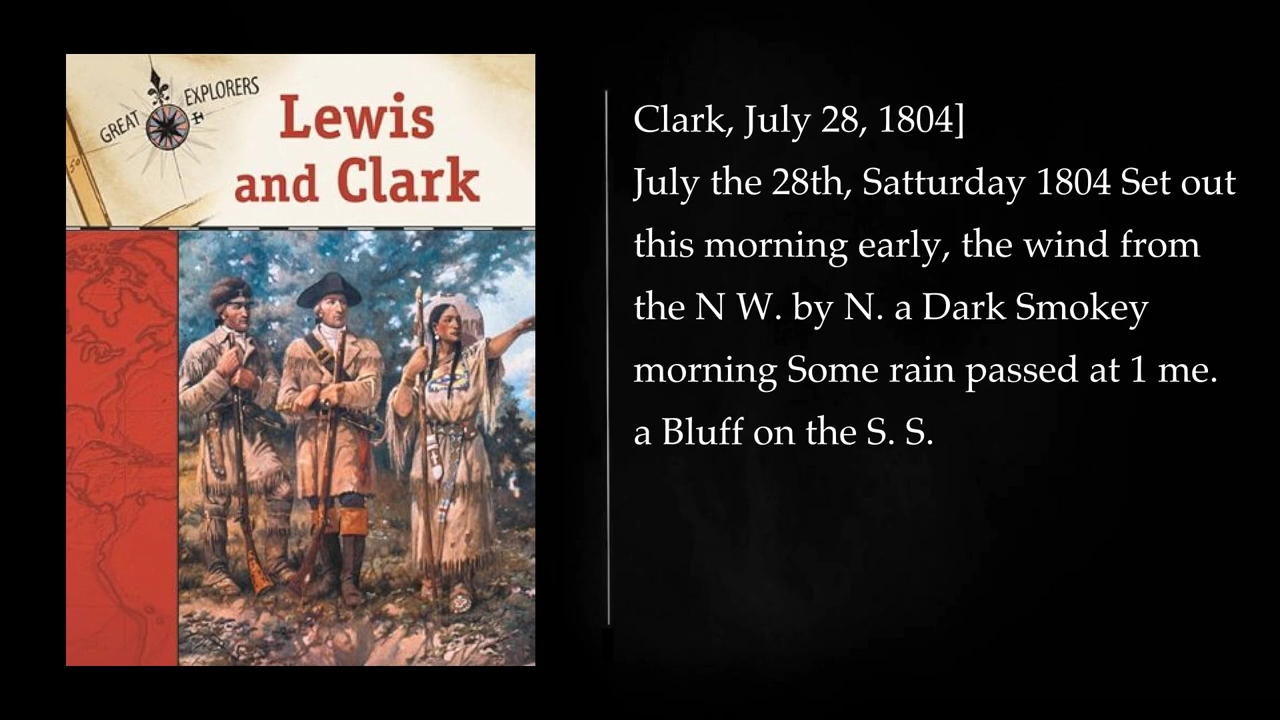 GREAT EXPLORERS
Lewis
and Clark
Clark, July 28, 1804]
July the 28th, Satturday 1804 Set out
this morning early, the wind from
the N W. by N. a Dark Smokey
morning Some rain passed at 1 me.
a Bluff on the S. S.